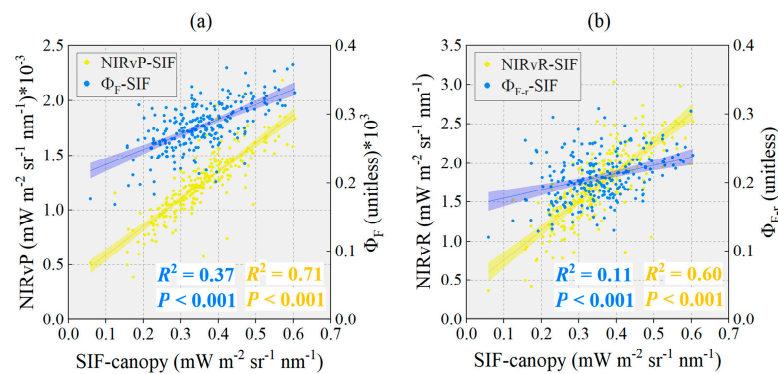 (a)
NIRvP-SIF
ΦF-SIF
2.5
2.0
1.5
1.0
0.5
0.0
NIRvP (mW m⁻² sr⁻¹ nm⁻¹)*10⁻³
0.4
0.3
0.2
0.1
0.0
ΦF (unitless)*10³
R² = 0.37 R² = 0.71
P < 0.001 P < 0.001
0.0 0.1 0.2 0.3 0.4 0.5 0.6 0.7
SIF-canopy (mW m⁻² sr⁻¹ nm⁻¹)
(b)
NIRvR-SIF
ΦF-r-SIF
3.5
3.0
2.5
2.0
1.5
1.0
0.5
0.0
NIRvR (mW m⁻² sr⁻¹ nm⁻¹)
0.4
0.3
0.2
0.1
0.0
ΦF-r (unitless)
R² = 0.11 R² = 0.60
P < 0.001 P < 0.001
0.0 0.1 0.2 0.3 0.4 0.5 0.6 0.7
SIF-canopy (mW m⁻² sr⁻¹ nm⁻¹)